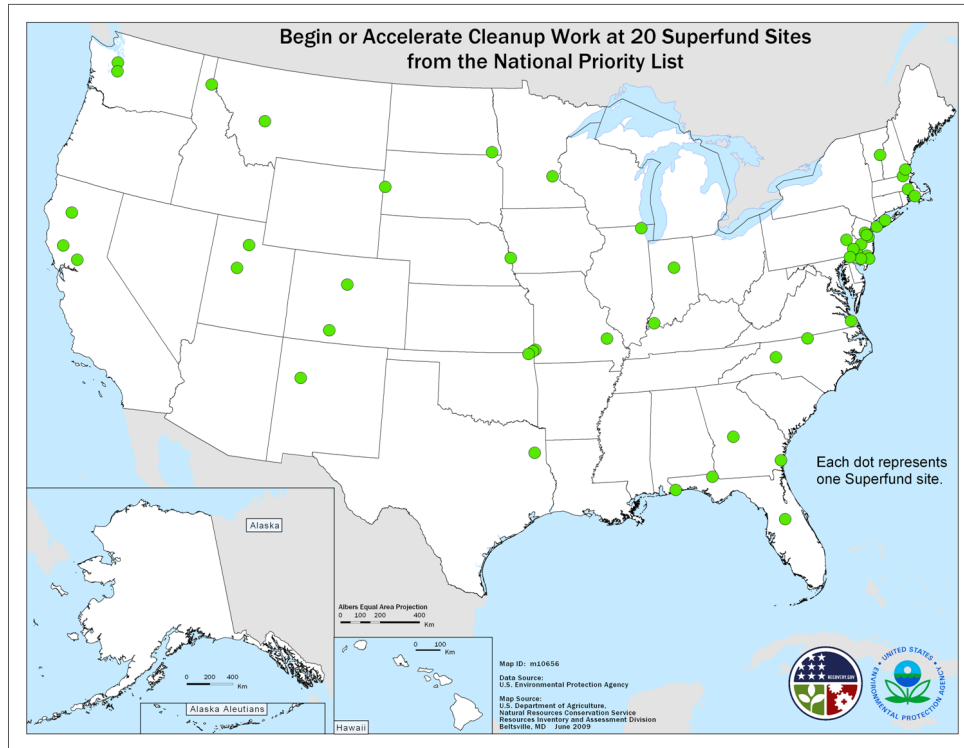 Begin or Accelerate Cleanup Work at 20 Superfund Sites
from the National Priority List
Each dot represents
one Superfund site.
Alaska
Albers Equal Area Projection
0 100 200 400
Km
0 200 400
Km
Alaska Aleutians
0 100
Km
Hawaii
Map ID: m10656
Data Source:
U.S. Environmental Protection Agency
Map Source:
U.S. Department of Agriculture,
Natural Resources Conservation Service
Resources Inventory and Assessment Division
Beltsville, MD June 2009
RECOVERY.GOV
UNITED STATES
ENVIRONMENTAL PROTECTION AGENCY